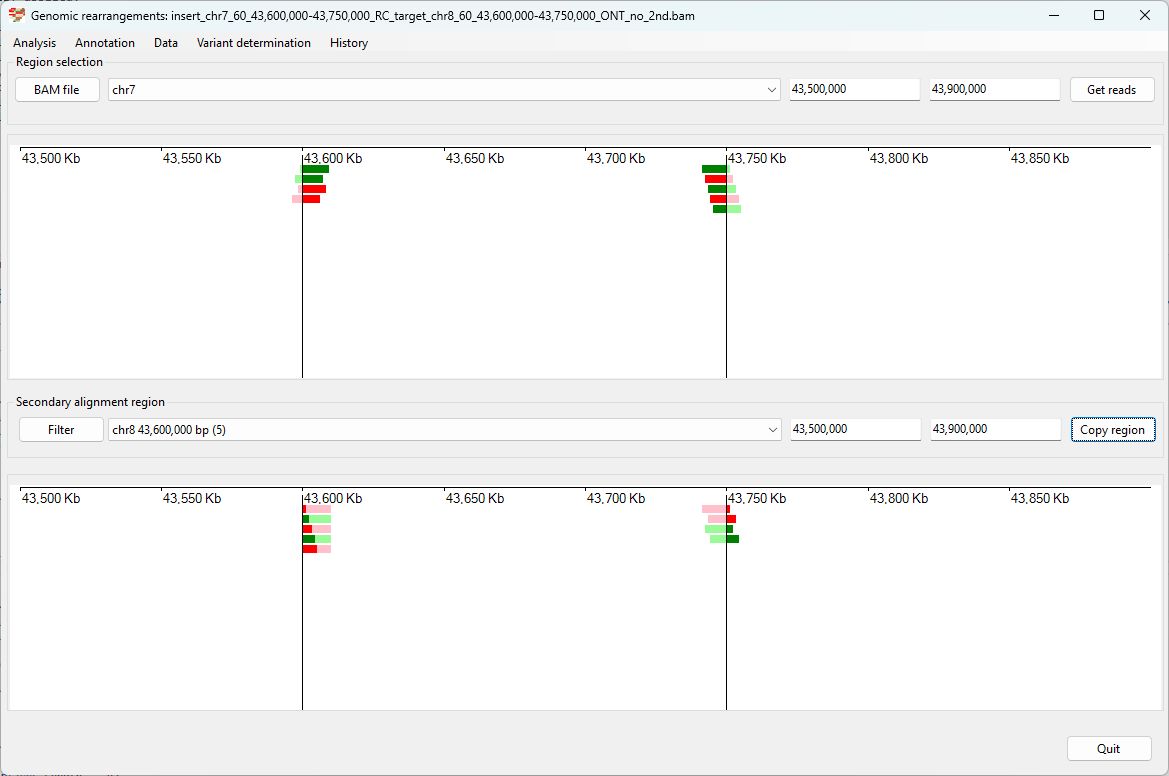 Genomic rearrangements: insert_chr7_60_43,600,000-43,750,000_RC_target_chr8_60_43,600,000-43,750,000_ONT_no_2nd.bam
Analysis Annotation Data Variant determination History
Region selection
BAM file chr7 43,500,000 43,900,000 Get reads
43,500 Kb 43,550 Kb 43,600 Kb 43,650 Kb 43,700 Kb 43,750 Kb 43,800 Kb 43,850 Kb
Secondary alignment region
Filter chr8 43,600,000 bp (5) 43,500,000 43,900,000 Copy region
43,500 Kb 43,550 Kb 43,600 Kb 43,650 Kb 43,700 Kb 43,750 Kb 43,800 Kb 43,850 Kb
Quit